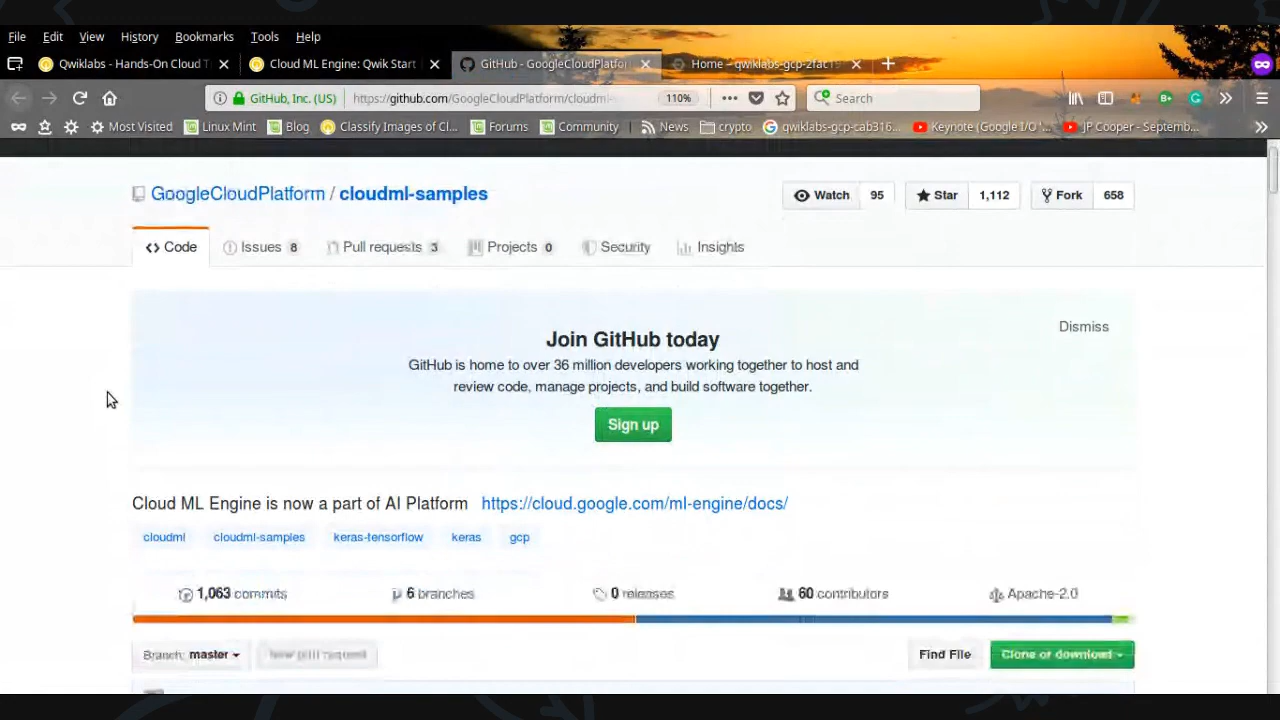 File Edit View History Bookmarks Tools Help
Qwiklabs - Hands-On Cloud T
Cloud ML Engine: Qwik Start
GitHub - GoogleCloudPlatfor
Home – qwiklabs-gcp-2fac15
GitHub, Inc. (US) https://github.com/GoogleCloudPlatform/cloudml- 110% Search
Most Visited Linux Mint Blog Classify Images of Cl... Forums Community News crypto qwiklabs-gcp-cab316... Keynote (Google I/O '... JP Cooper - Septemb...
GoogleCloudPlatform / cloudml-samples
Watch 95 Star 1,112 Fork 658
Code Issues 8 Pull requests 3 Projects 0 Security Insights
Join GitHub today
Dismiss
GitHub is home to over 36 million developers working together to host and
review code, manage projects, and build software together.
Sign up
Cloud ML Engine is now a part of AI Platform https://cloud.google.com/ml-engine/docs/
cloudml cloudml-samples keras-tensorflow keras gcp
1,063 commits 6 branches 0 releases 60 contributors Apache-2.0
Branch: master New pull request Find File Clone or download